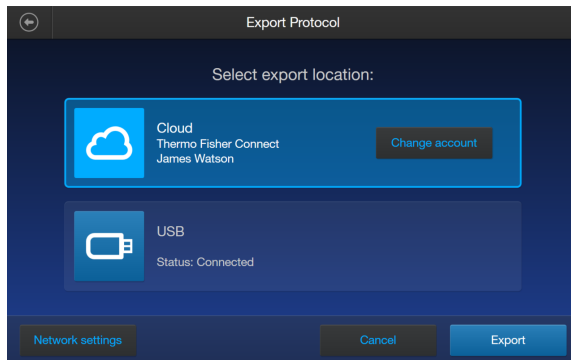 Export Protocol
Select export location:
Cloud
Thermo Fisher Connect
James Watson
Change account
USB
Status: Connected
Network settings
Cancel
Export